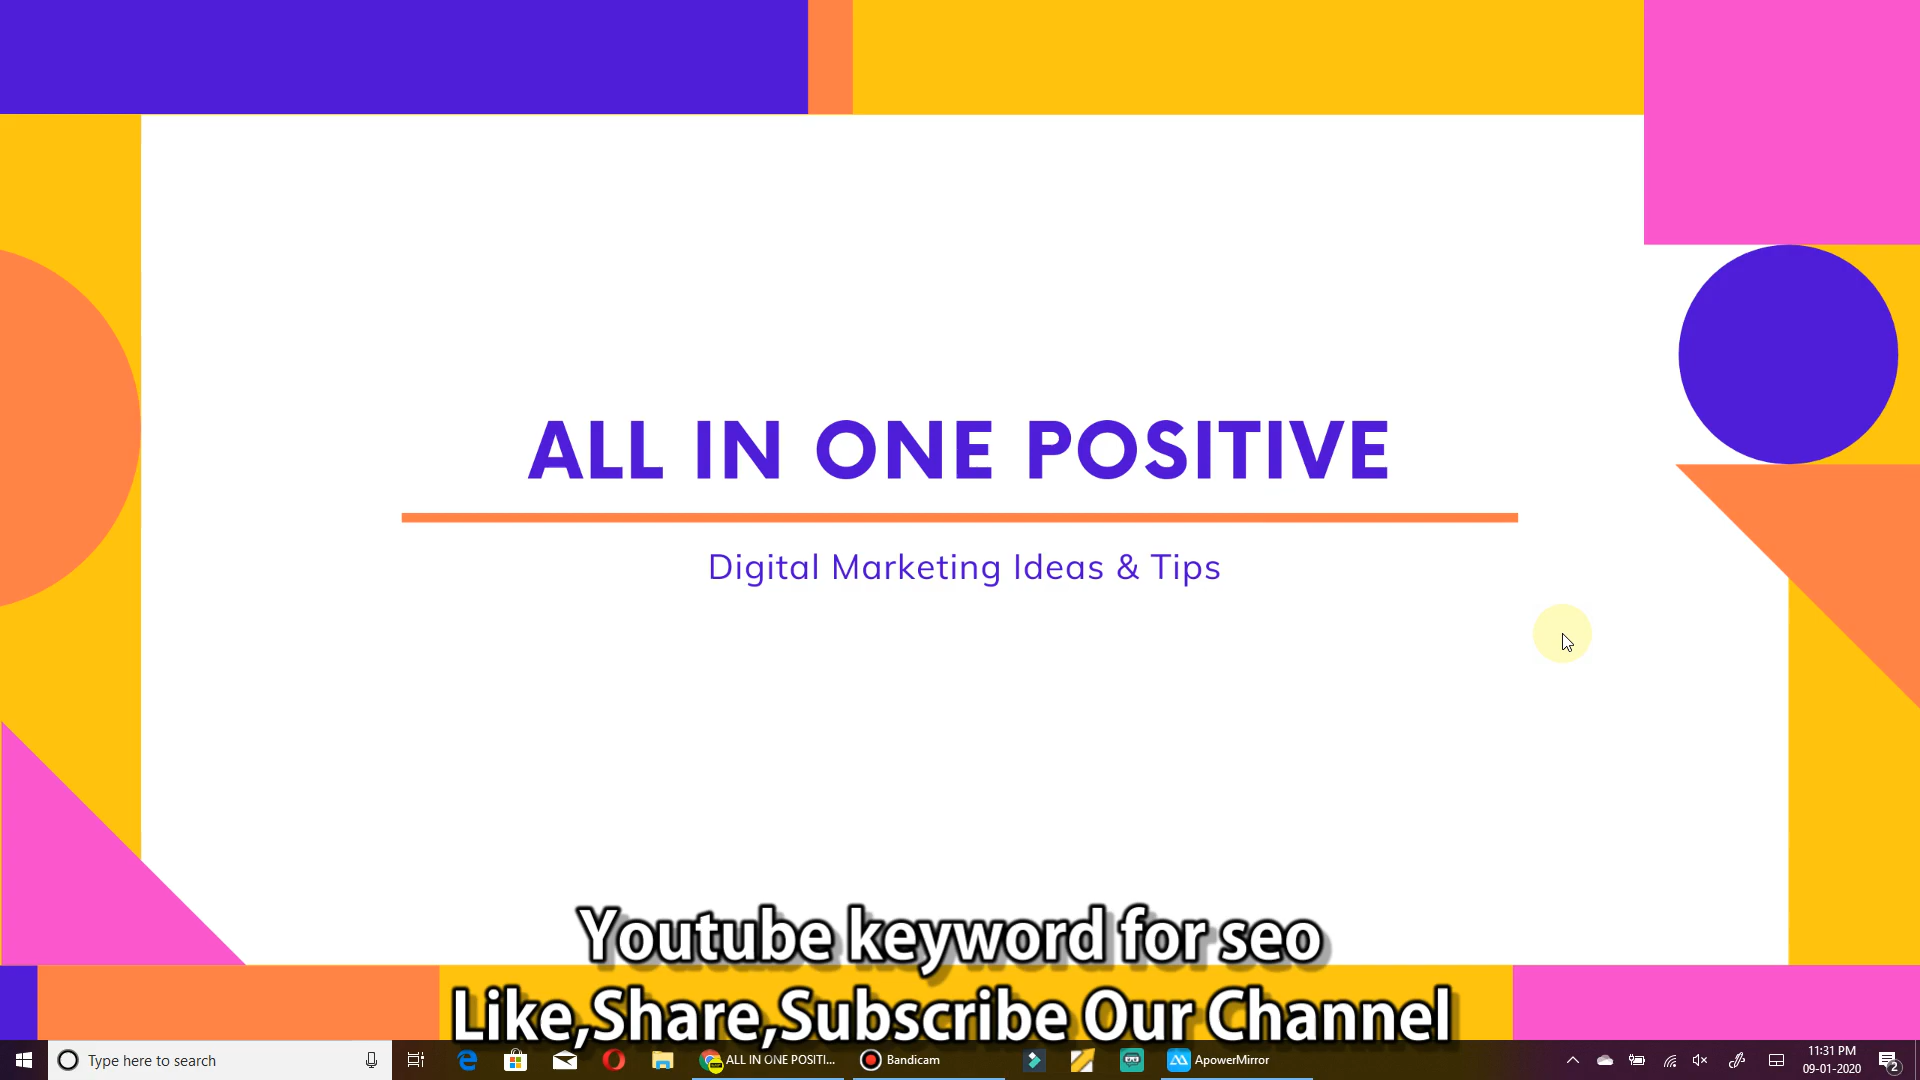 ALL IN ONE POSITIVE
Digital Marketing Ideas & Tips
Youtube keyword for seo
Like,Share,Subscribe Our Channel
Type here to search
ALL IN ONE POSITI...
Bandicam
ApowerMirror
11:31 PM
09-01-2020
2